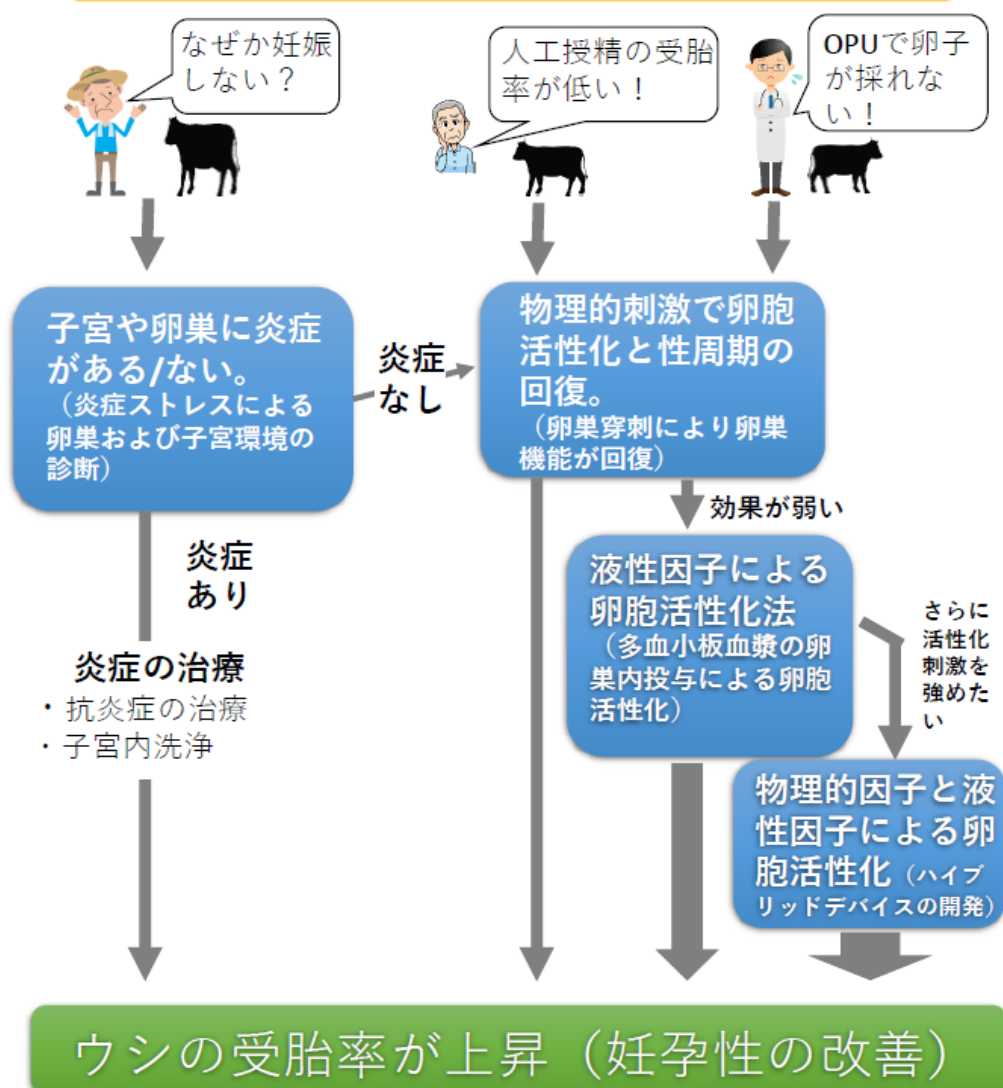 なぜか妊娠
しない？
人工授精の受胎
率が低い！
OPUで卵子
が採れな
い！
子宮や卵巣に炎症
がある/ない。
（炎症ストレスによる
卵巣および子宮環境の
診断）
炎症
なし
物理的刺激で卵胞
活性化と性周期の
回復。
（卵巣穿刺により卵巣
機能が回復）
効果が弱い
炎症
あり
液性因子による
卵胞活性化法
（多血小板血漿の卵
巣内投与による卵胞
活性化）
さらに
活性化
刺激を
強めた
い
炎症の治療
・抗炎症の治療
・子宮内洗浄
物理的因子と液
性因子による卵
胞活性化（ハイブ
リッドデバイスの開発）
ウシの受胎率が上昇（妊孕性の改善）